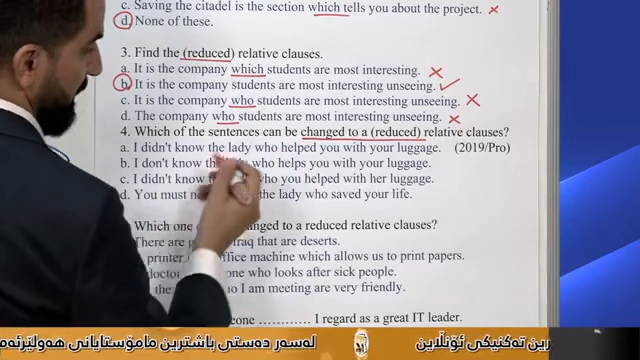 c. Saving the citadel is the section which tells you about the project.
d. None of these.
3. Find the (reduced) relative clauses.
a. It is the company which students are most interesting.
b. It is the company students are most interesting unseeing.
c. It is the company who students are most interesting unseeing.
d. The company who students are most interesting unseeing.
4. Which of the sentences can be changed to a (reduced) relative clauses?
a. I didn't know the lady who helped you with your luggage. (2019/Pro)
b. I don't know who helps you with your luggage.
c. I didn't know who you helped with her luggage.
d. You must the lady who saved your life.
Which one to a reduced relative clauses?
There are that are deserts.
printer office machine which allows us to print papers.
who looks after sick people.
I am meeting are very friendly.
............ I regard as a great IT leader.
لەسەر دەستی باشترین مامۆستایانی هەولێر
رین تەکنیکی ئۆنڵاین